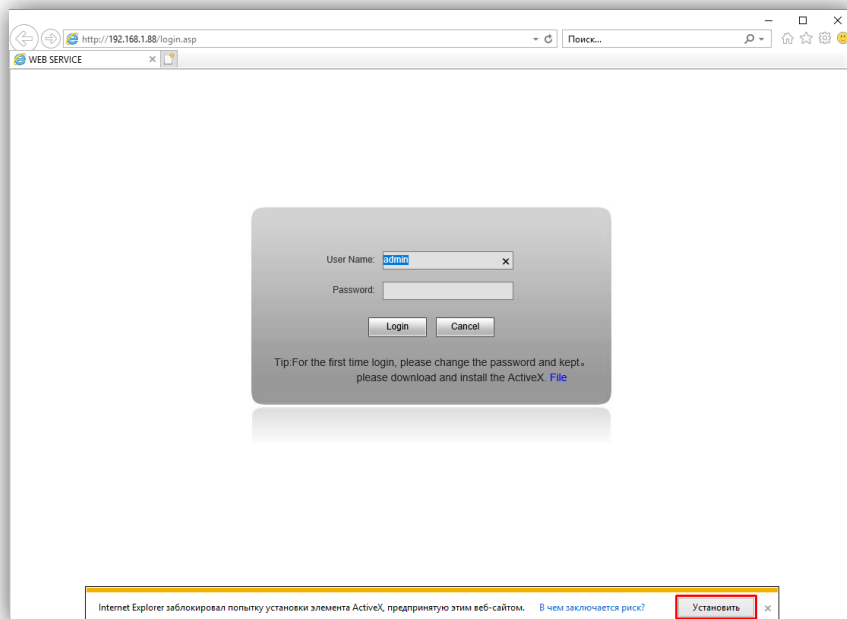 http://192.168.1.88/login.asp
Поиск...
WEB SERVICE
User Name: admin
Password:
Login Cancel
Tip:For the first time login, please change the password and kept。
please download and install the ActiveX. File
Internet Explorer заблокировал попытку установки элемента ActiveX, предпринятую этим веб-сайтом. В чем заключается риск? Установить